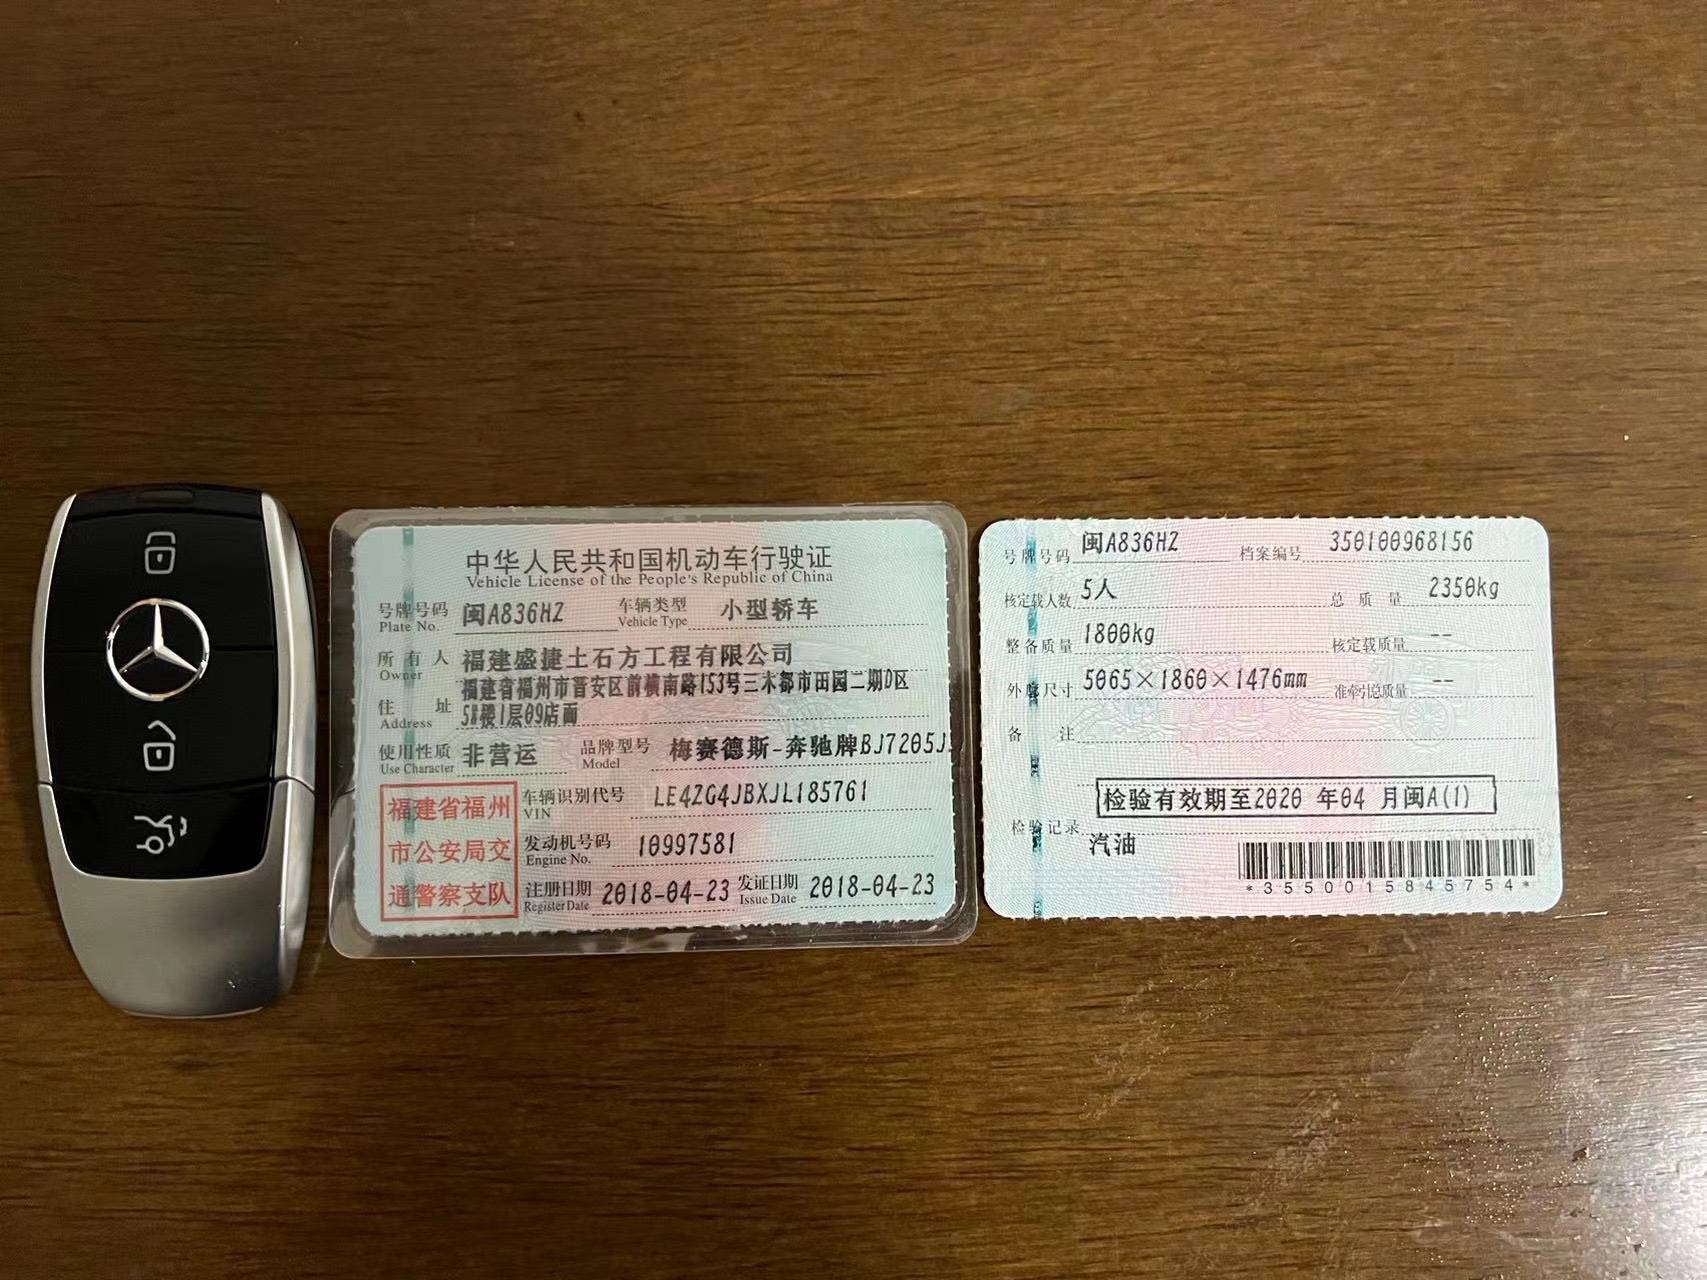 中华人民共和国机动车行驶证
Vehicle License of the People's Republic of China
号牌号码 闽A836HZ 车辆类型 小型轿车
Plate No. Vehicle Type
所有人 福建盛捷土石方工程有限公司
Owner
住址 福建省福州市晋安区前横南路153号三木都市田园二期D区
Address 5#楼1层09店面
使用性质 非营运 品牌型号 梅赛德斯-奔驰牌BJ7205J
Use Character Model
福建省福州
市公安局交
通警察支队
车辆识别代号 LE4ZG4JBXJL185761
VIN
发动机号码 10997581
Engine No.
注册日期 2018-04-23 发证日期 2018-04-23
Register Date Issue Date
号牌号码 闽A836HZ 档案编号 350100968156
核定载人数 5人 总质量 2350kg
整备质量 1800kg 核定载质量 --
外廓尺寸 5065×1860×1476mm 准牵引总质量 --
备注
检验有效期至2020 年04 月闽A(1)
检验记录
汽油
*3550015845754*